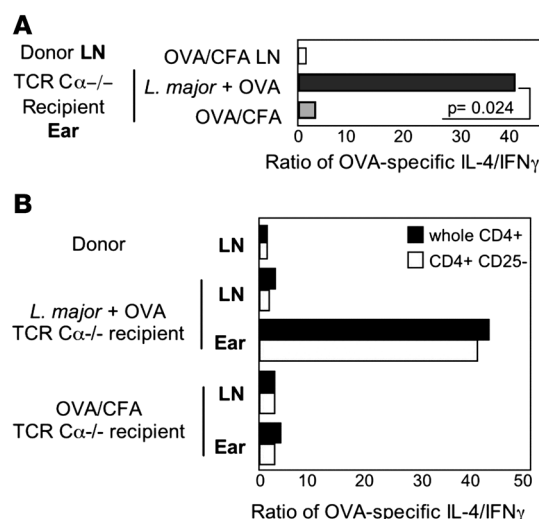 A
Donor LN
TCR Cα−/−
Recipient
Ear
OVA/CFA LN
L. major + OVA
OVA/CFA
p= 0.024
0 10 20 30 40
Ratio of OVA-specific IL-4/IFNγ
B
whole CD4+
CD4+ CD25-
Donor
LN
L. major + OVA
TCR Cα-/- recipient
LN
Ear
OVA/CFA
TCR Cα-/- recipient
LN
Ear
0 10 20 30 40 50
Ratio of OVA-specific IL-4/IFNγ